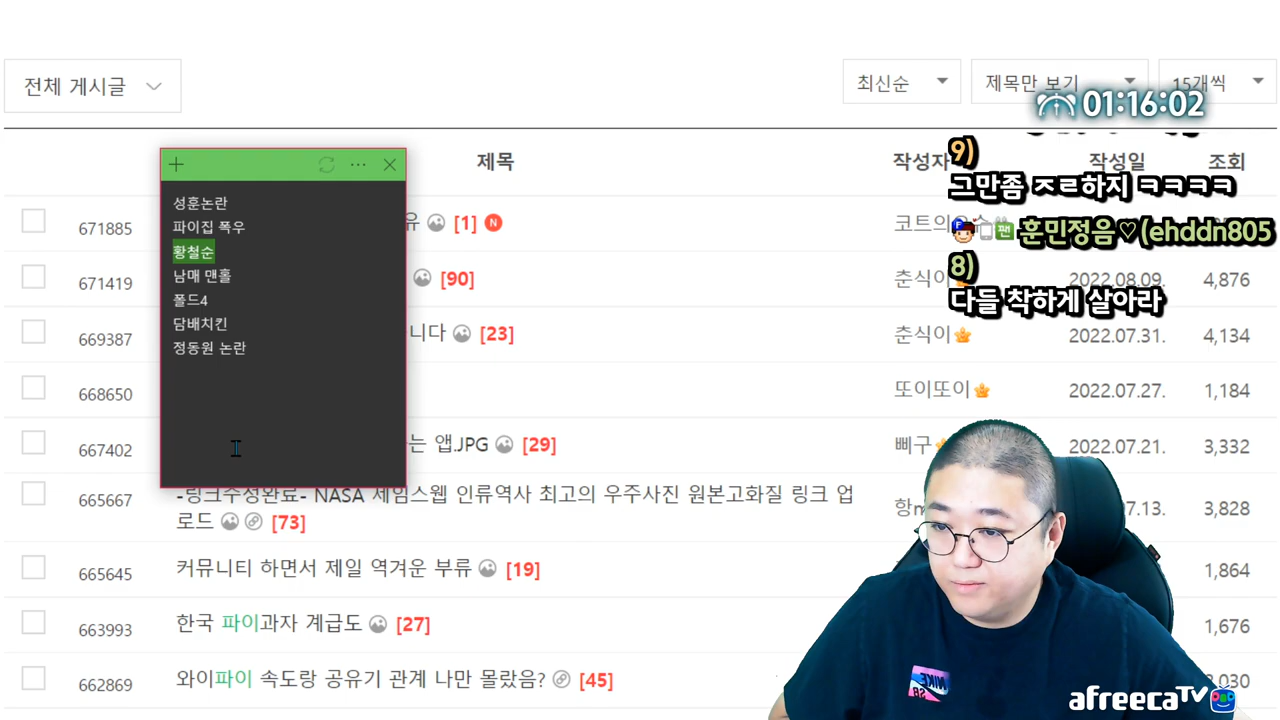 전체 게시글
최신순
제목만 보기
15개씩
01:16:02
제목
작성자
작성일
조회
9)
그만좀 ㅈㄹ하지 ㅋㅋㅋㅋ
팬 훈민정음♡(ehddn805
8)
다들 착하게 살아라
성훈논란
파이집 폭우
황철순
남매 맨홀
폴드4
담배치킨
정동원 논란
671885
유 [1] N
코트의
671419
[90]
춘식이
2022.08.09.
4,876
669387
니다 [23]
춘식이
2022.07.31.
4,134
668650
또이또이
2022.07.27.
1,184
667402
는 앱.JPG [29]
삐구
2022.07.21.
3,332
665667
-링크수정완료- NASA 제임스웹 인류역사 최고의 우주사진 원본고화질 링크 업
로드 [73]
7.13.
3,828
665645
커뮤니티 하면서 제일 역겨운 부류 [19]
1,864
663993
한국 파이과자 계급도 [27]
1,676
662869
와이파이 속도랑 공유기 관계 나만 몰랐음? [45]
030
NIKE
SB
afreecaTV